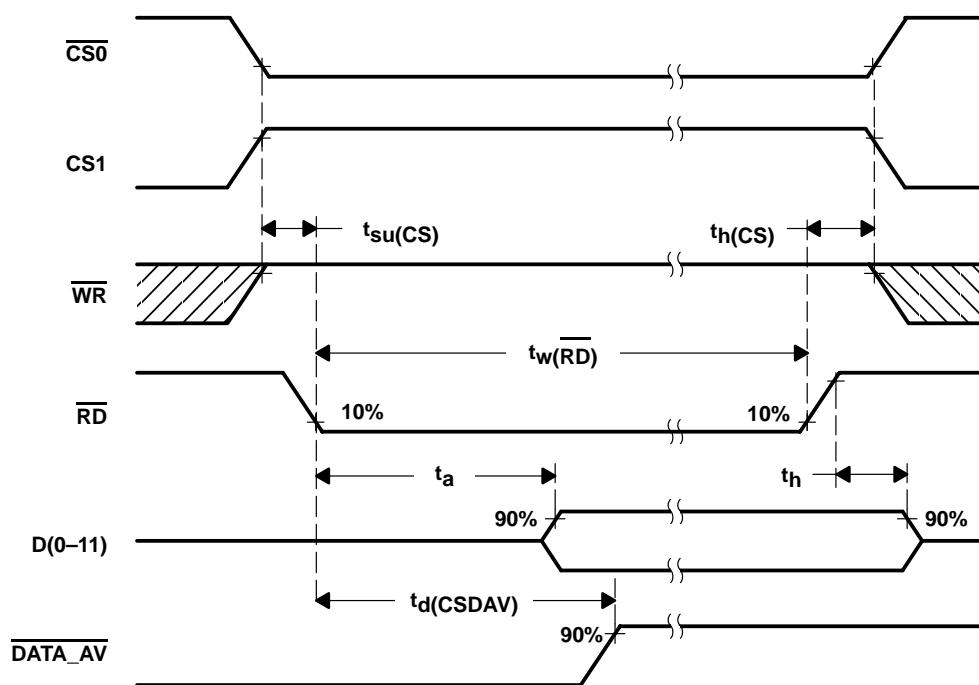 CS0
CS1
tsu(CS)
th(CS)
WR
tw(RD)
RD
10%
10%
ta
th
90%
90%
D(0–11)
td(CSDAV)
90%
DATA_AV